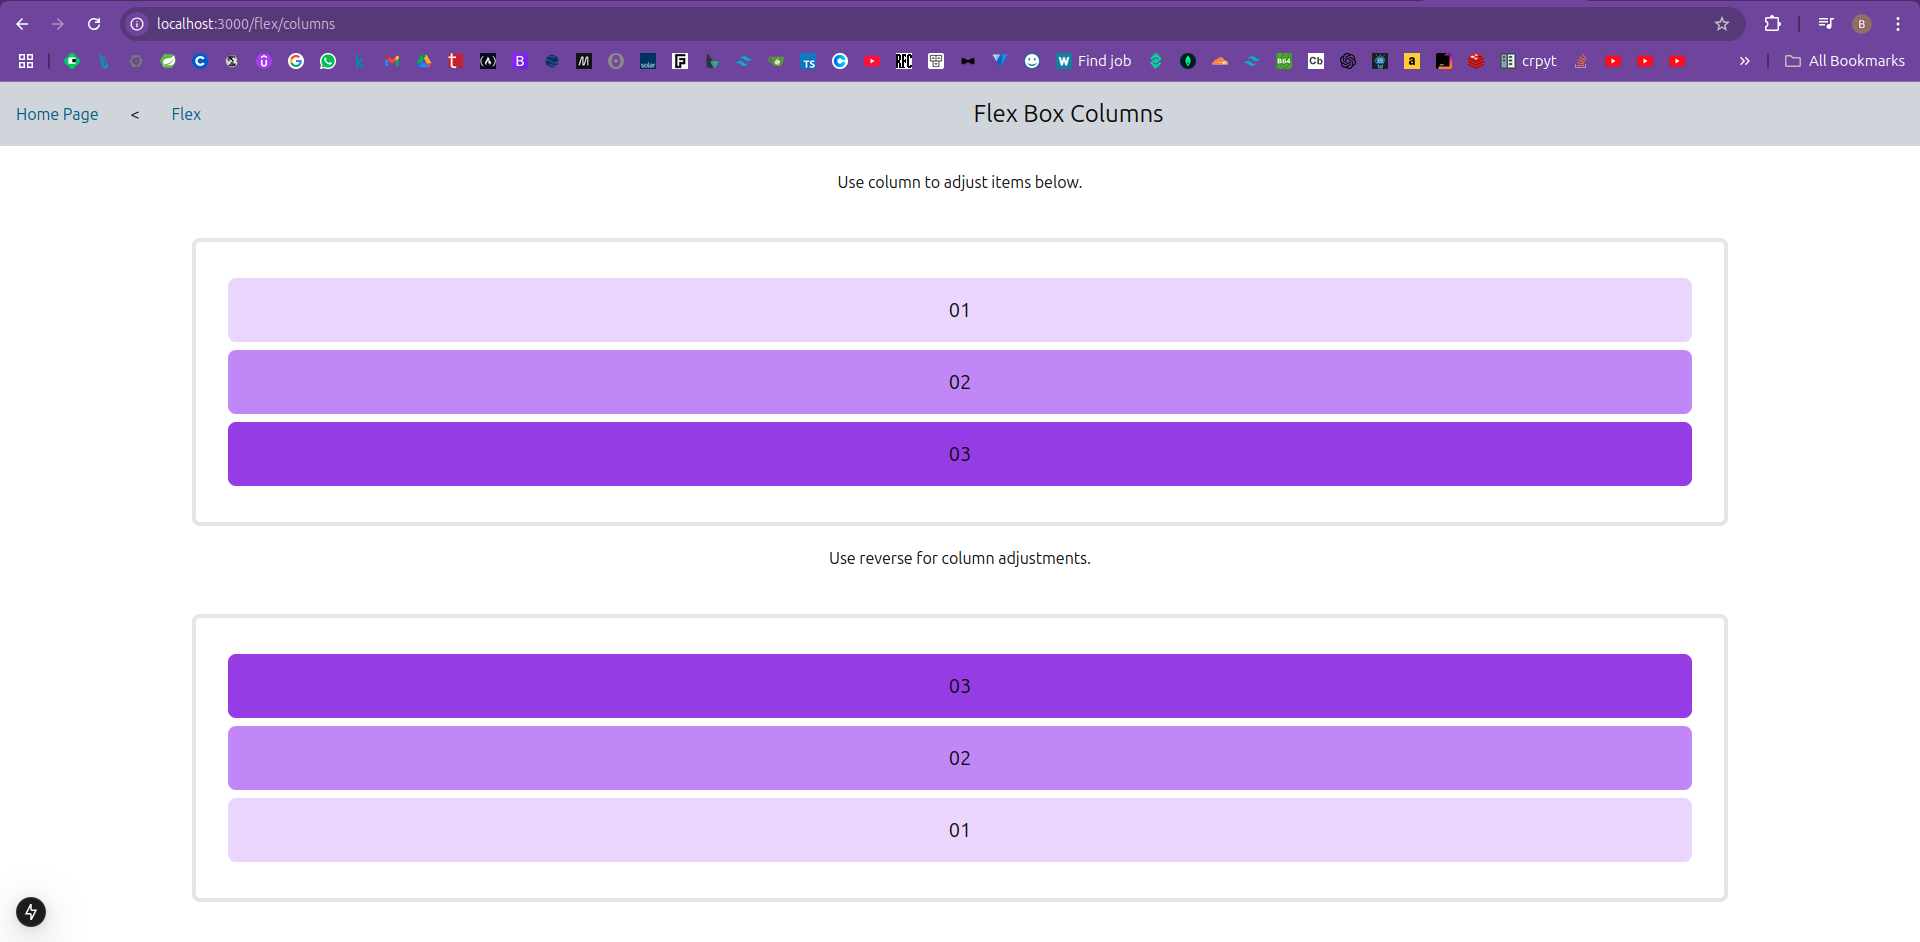 localhost:3000/flex/columns
Find job
crpyt
All Bookmarks
Home Page < Flex
Flex Box Columns
Use column to adjust items below.
01
02
03
Use reverse for column adjustments.
03
02
01